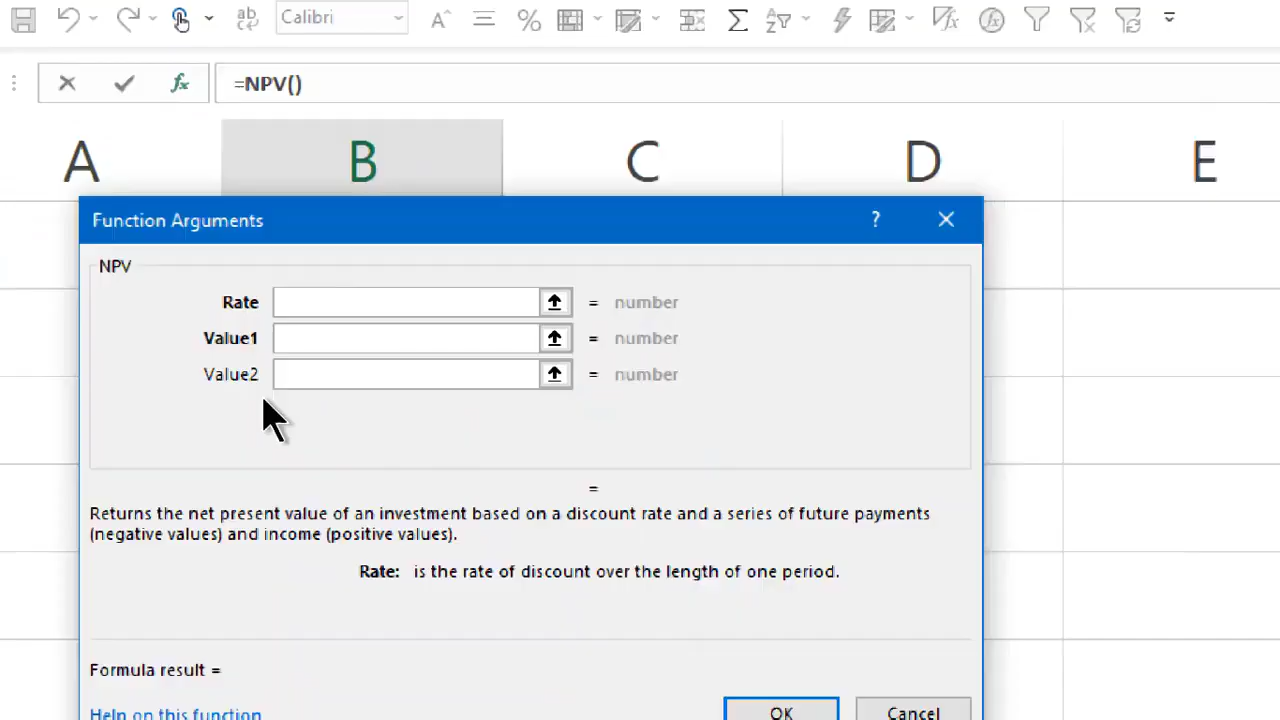 Calibri
=NPV()
A B C D E
Function Arguments ?
NPV
Rate = number
Value1 = number
Value2 = number
=
Returns the net present value of an investment based on a discount rate and a series of future payments
(negative values) and income (positive values).
Rate: is the rate of discount over the length of one period.
Formula result =
Help on this function OK Cancel